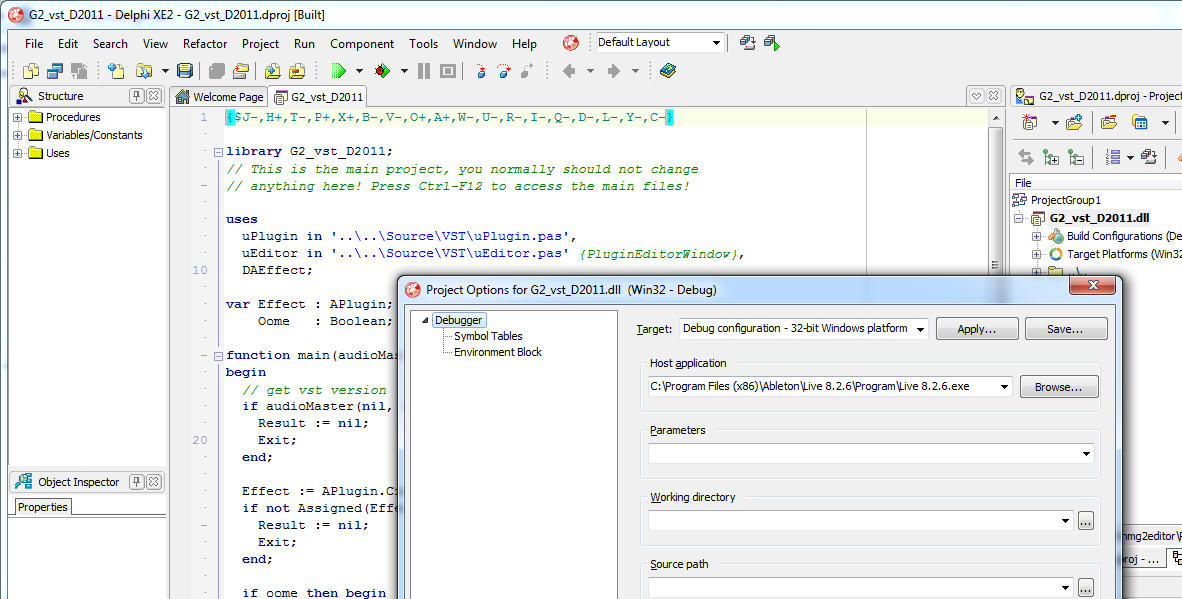 G2_vst_D2011 - Delphi XE2 - G2_vst_D2011.dproj [Built]
File Edit Search View Refactor Project Run Component Tools Window Help Default Layout
Structure
Procedures
Variables/Constants
Uses
Object Inspector
Properties
Welcome Page G2_vst_D2011
1 {$J-,H+,T-,P+,X+,B-,V-,O+,A+,W-,U-,R-,I-,Q-,D-,L-,Y-,C-}
library G2_vst_D2011;
// This is the main project, you normally should not change
// anything here! Press Ctrl-F12 to access the main files!
uses
uPlugin in '..\..\Source\VST\uPlugin.pas',
uEditor in '..\..\Source\VST\uEditor.pas' {PluginEditorWindow},
10 DAEffect;
var Effect : APlugin;
Oome : Boolean;
function main(audioMas
begin
// get vst version
if audioMaster(nil,
Result := nil;
20 Exit;
end;
Effect := APlugin.C
if not Assigned(Effe
Result := nil;
Exit;
end;
if oome then begin
G2_vst_D2011.dproj - Project
File
ProjectGroup1
G2_vst_D2011.dll
Build Configurations (De
Target Platforms (Win32
..\..
nmg2editor\
roj - ...
Project Options for G2_vst_D2011.dll (Win32 - Debug)
Debugger
Symbol Tables
Environment Block
Target: Debug configuration - 32-bit Windows platform Apply... Save...
Host application
C:\Program Files (x86)\Ableton\Live 8.2.6\Program\Live 8.2.6.exe Browse...
Parameters
Working directory
...
Source path
...